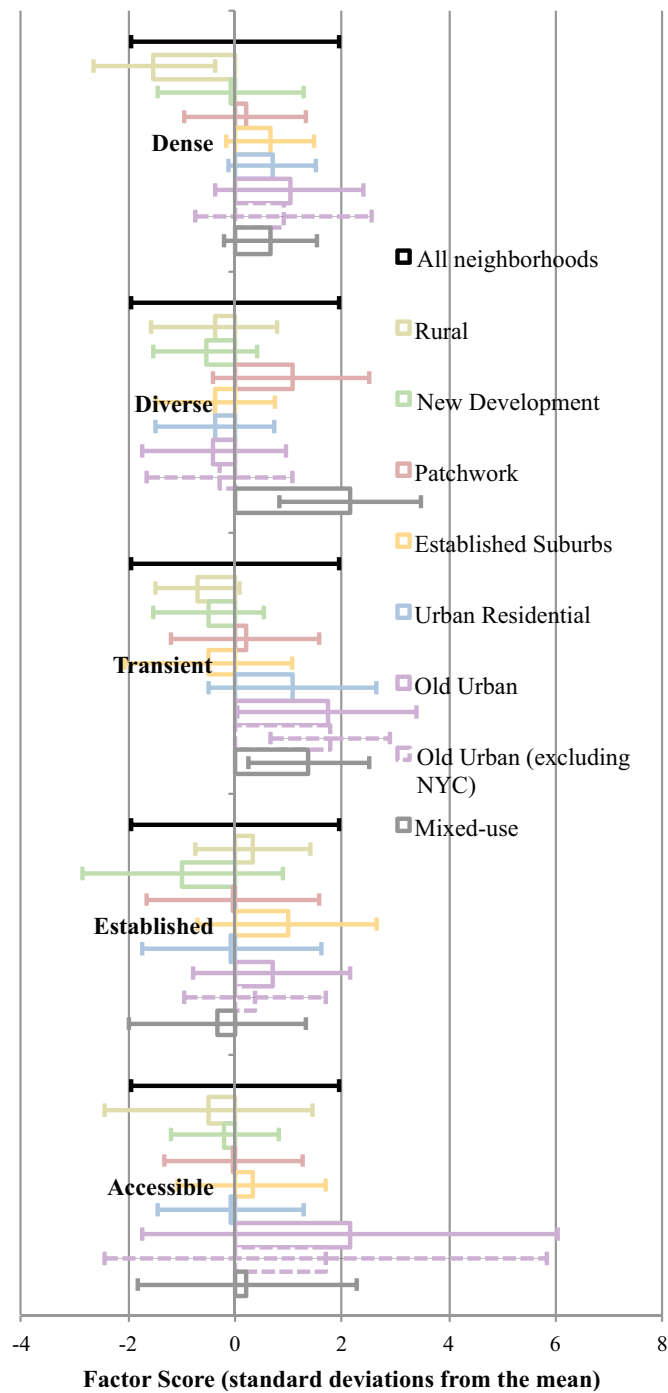 Dense
All neighborhoods
Rural
Diverse
New Development
Patchwork
Established Suburbs
Urban Residential
Transient
Old Urban
Old Urban (excluding
NYC)
Mixed-use
Established
Accessible
-4 -2 0 2 4 6 8
Factor Score (standard deviations from the mean)